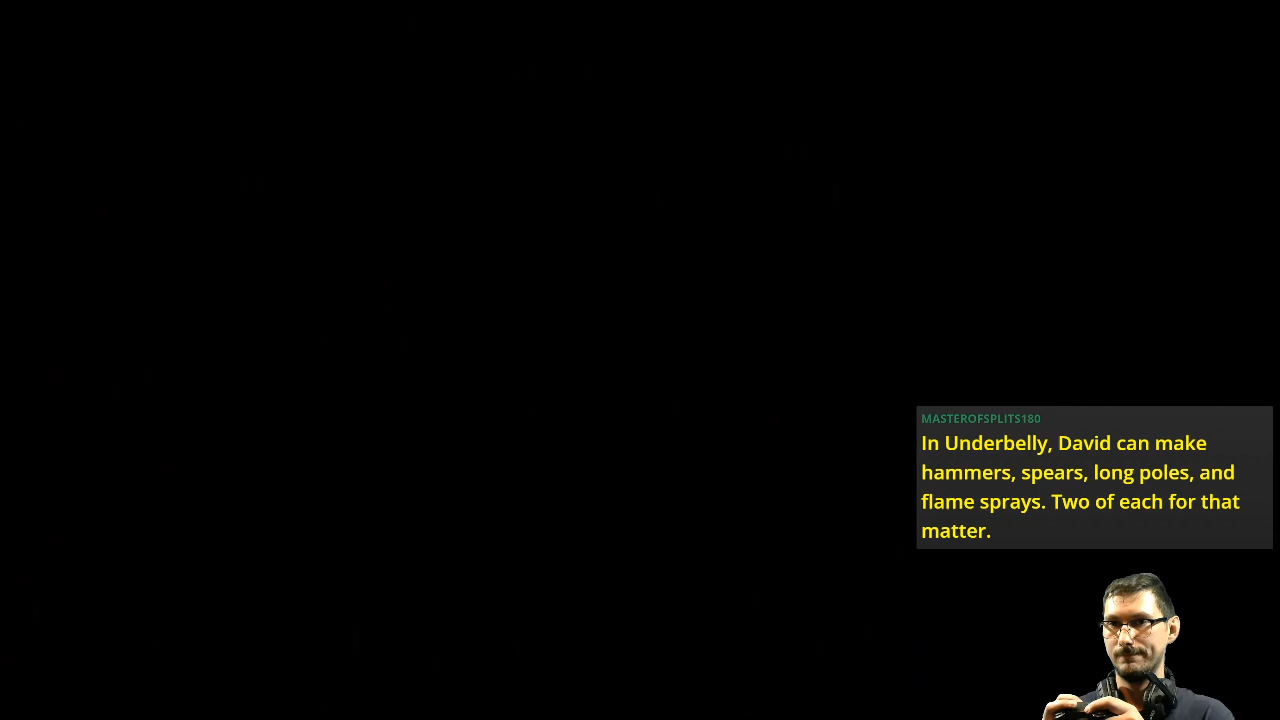 MASTEROFSPLITS180
In Underbelly, David can make
hammers, spears, long poles, and
flame sprays. Two of each for that
matter.